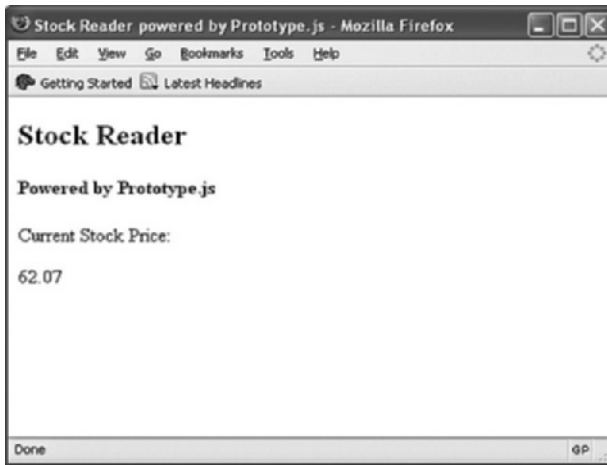 Stock Reader powered by Prototype.js - Mozilla Firefox
File Edit View Go Bookmarks Tools Help
Getting Started Latest Headlines
Stock Reader
Powered by Prototype.js
Current Stock Price:
62.07
Done GP